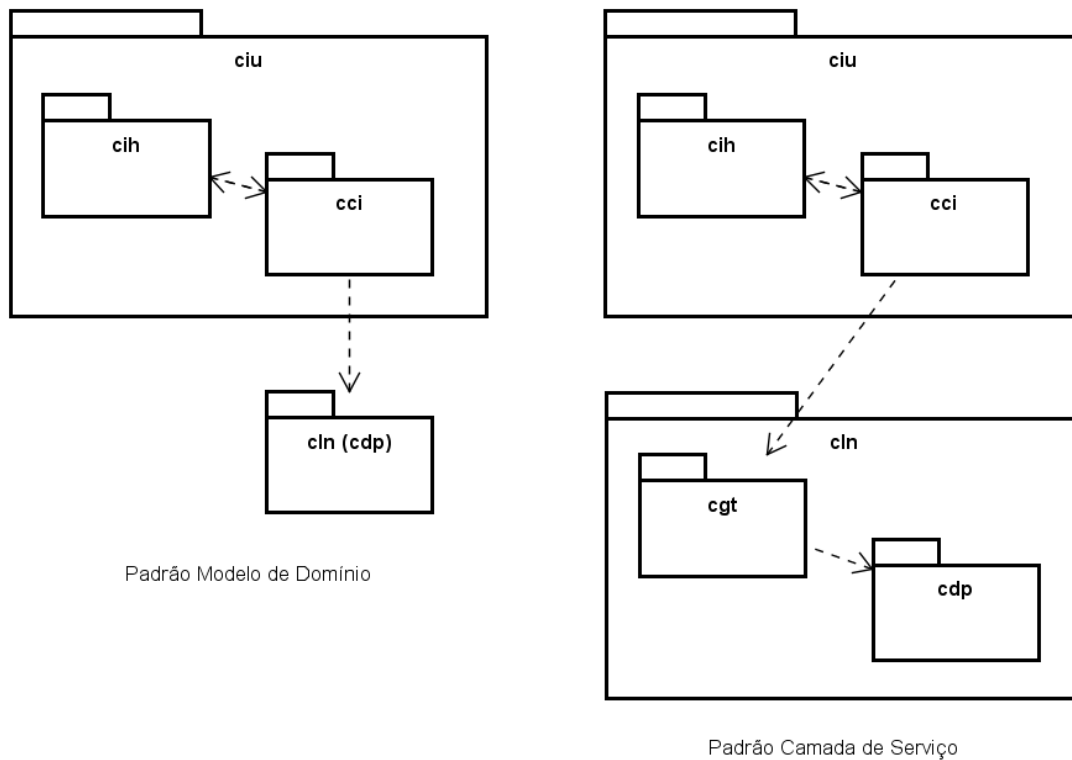 ciu
cih
cci
cln (cdp)
Padrão Modelo de Domínio
ciu
cih
cci
cln
cgt
cdp
Padrão Camada de Serviço